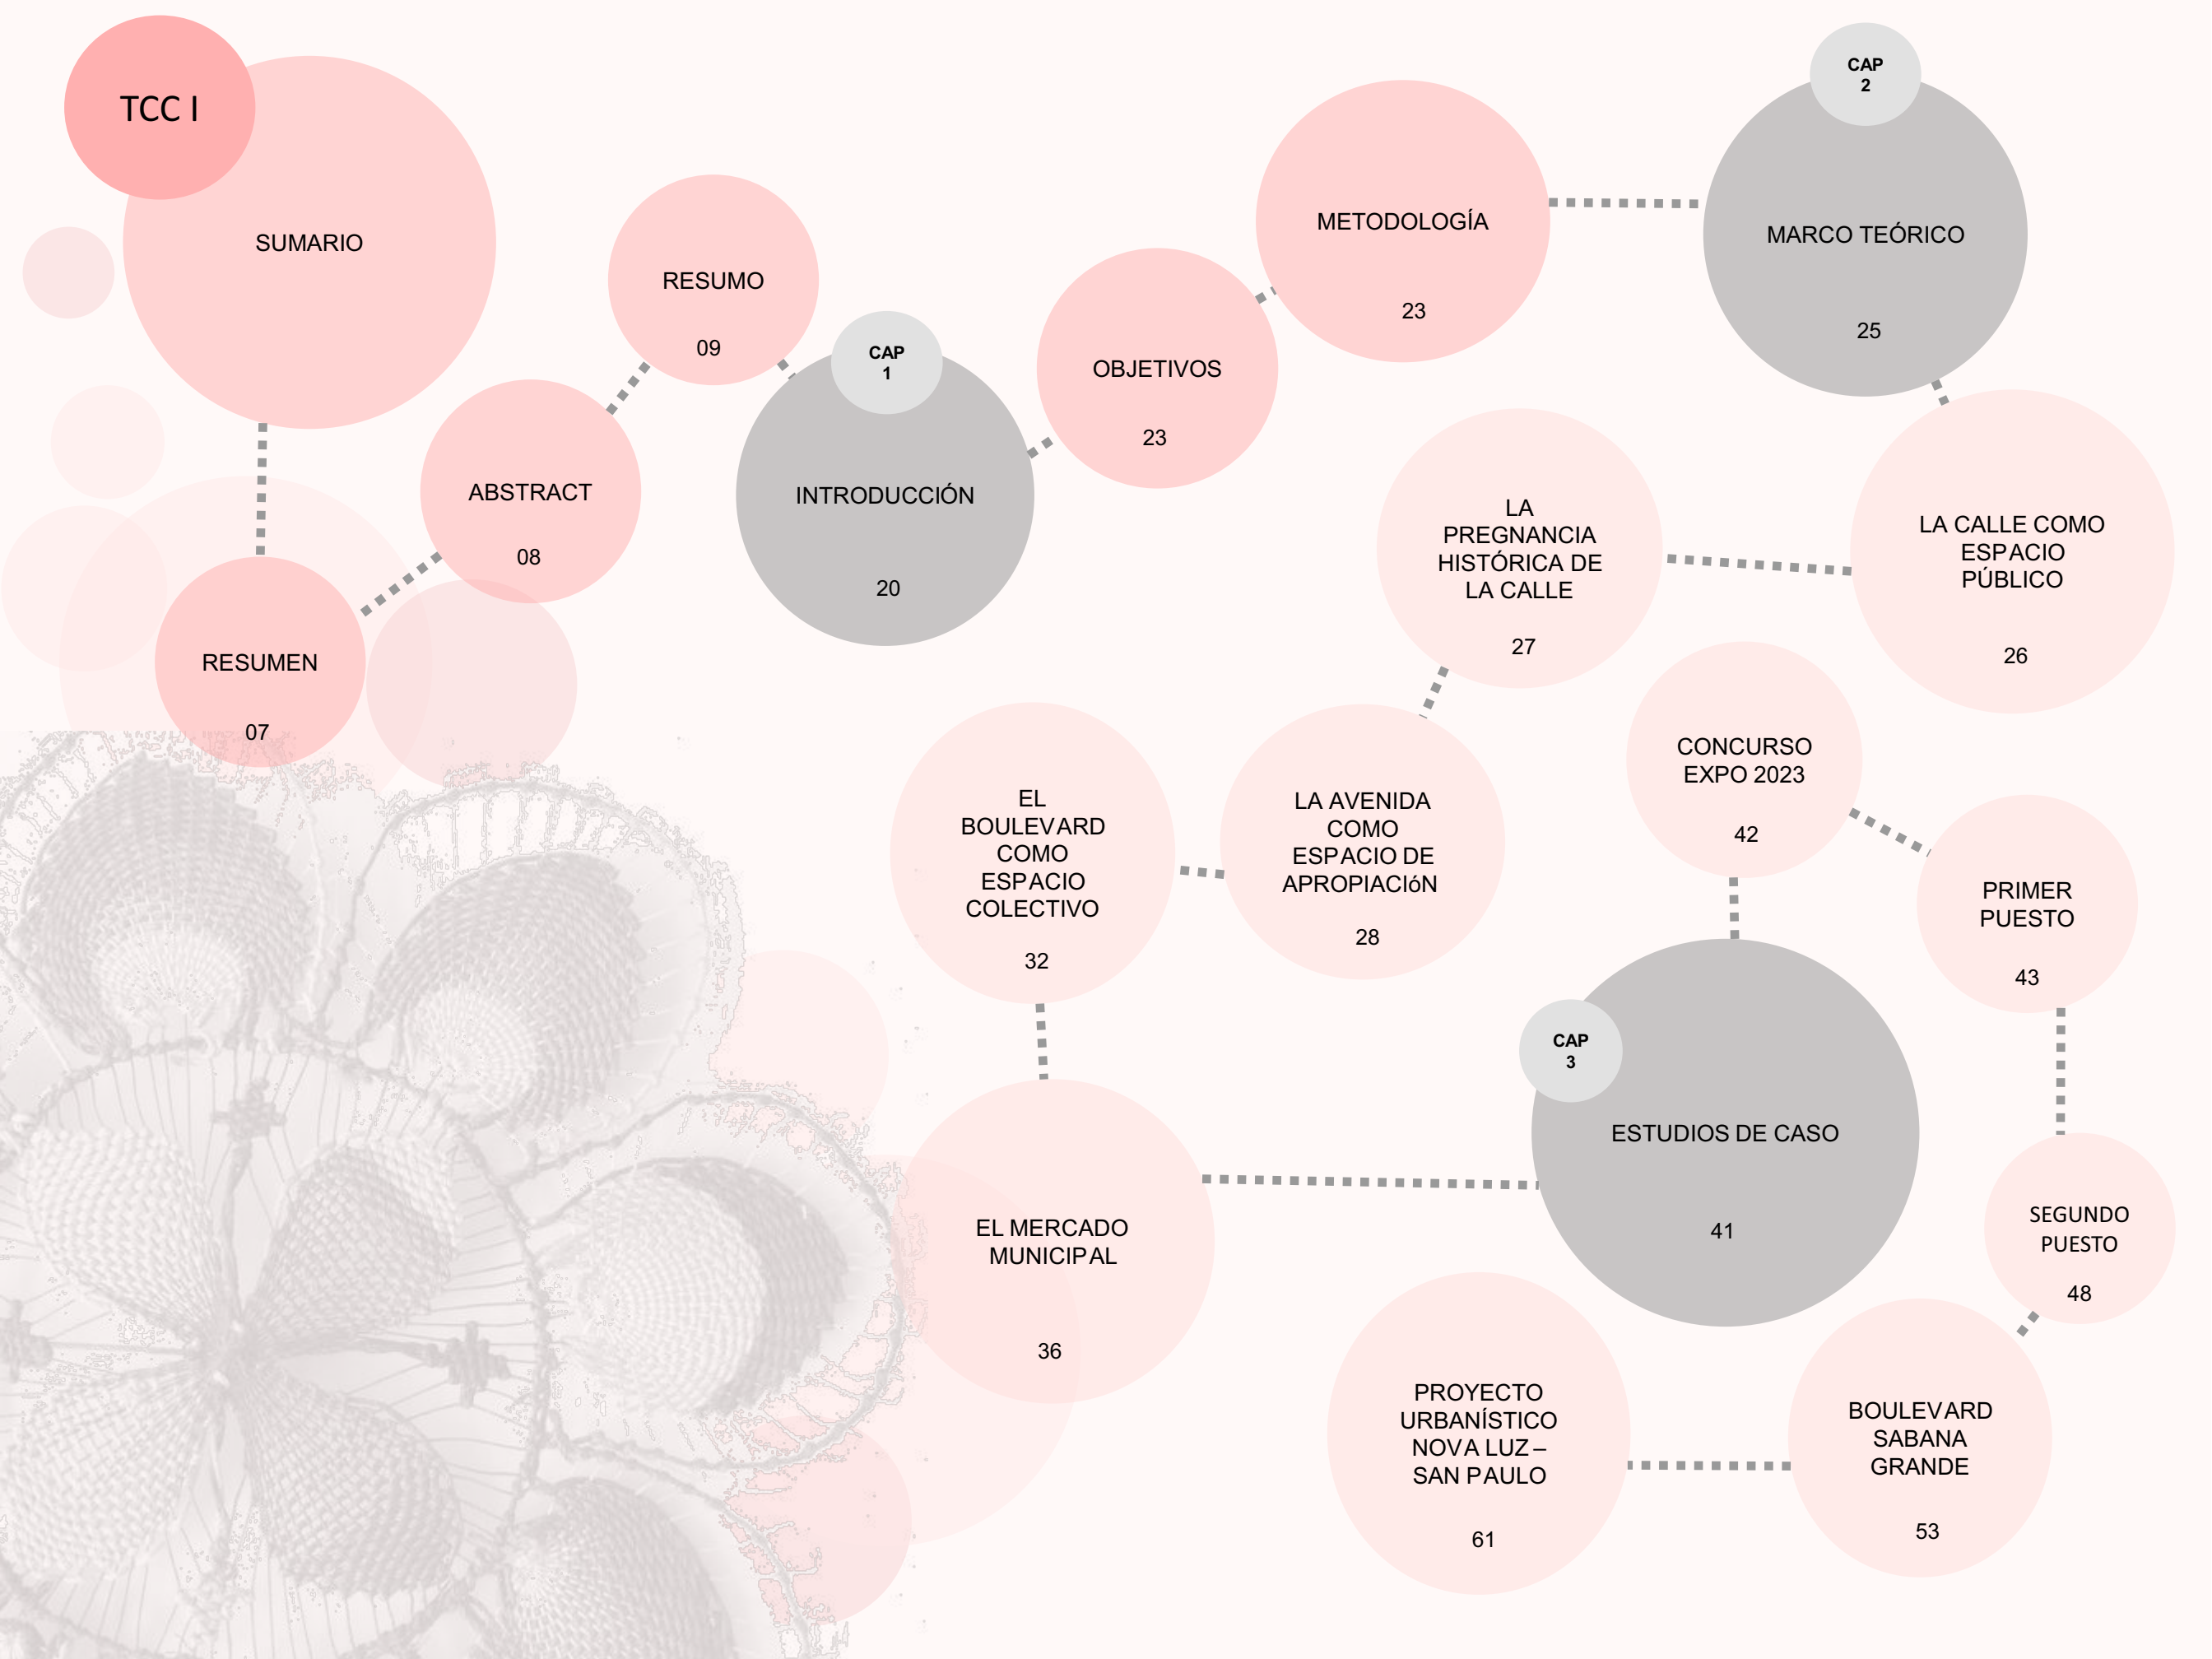 TCC I
SUMARIO
RESUMEN
07
ABSTRACT
08
RESUMO
09
CAP
1
INTRODUCCIÓN
20
OBJETIVOS
23
METODOLOGÍA
23
CAP
2
MARCO TEÓRICO
25
LA CALLE COMO
ESPACIO
PÚBLICO
26
LA
PREGNANCIA
HISTÓRICA DE
LA CALLE
27
LA AVENIDA
COMO
ESPACIO DE
APROPIACIóN
28
EL
BOULEVARD
COMO
ESPACIO
COLECTIVO
32
EL MERCADO
MUNICIPAL
36
CAP
3
ESTUDIOS DE CASO
41
CONCURSO
EXPO 2023
42
PRIMER
PUESTO
43
SEGUNDO
PUESTO
48
BOULEVARD
SABANA
GRANDE
53
PROYECTO
URBANÍSTICO
NOVA LUZ –
SAN PAULO
61